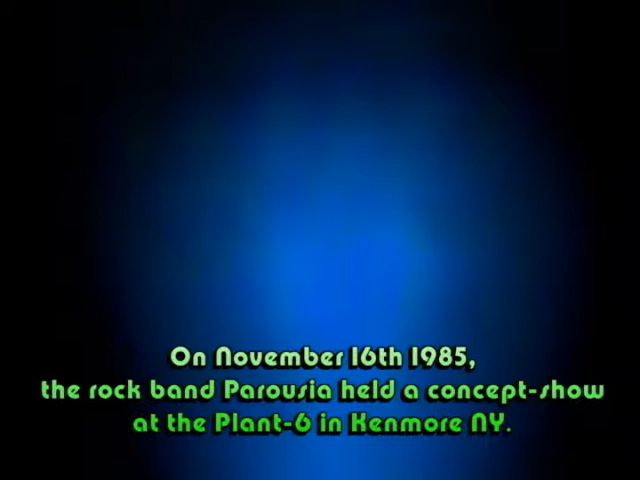 On November 16th 1985,
the rock band Parousia held a concept-show
at the Plant-6 in Kenmore NY.